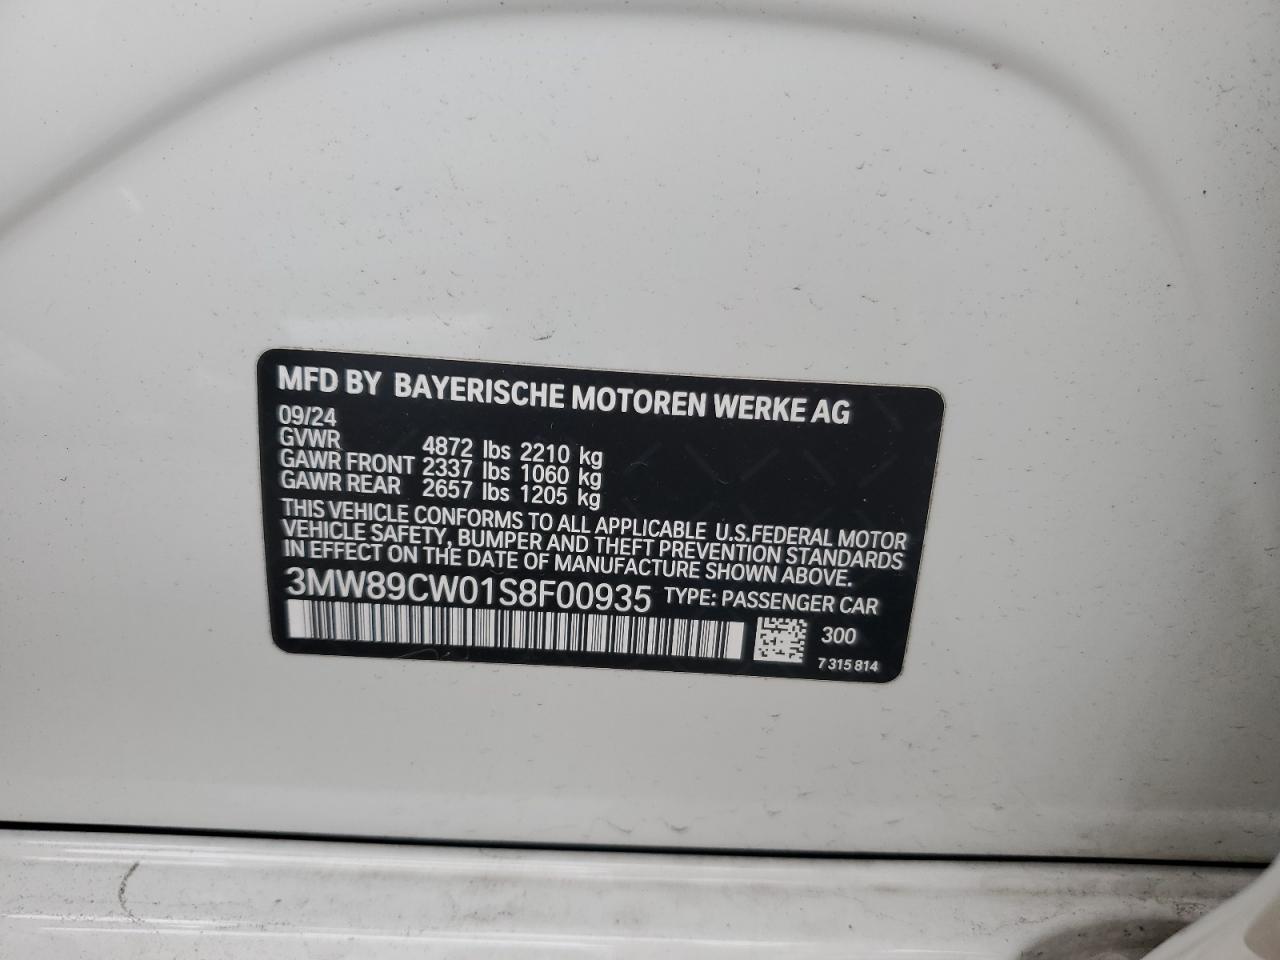 MFD BY BAYERISCHE MOTOREN WERKE AG
09/24
GVWR 4872 lbs 2210 kg
GAWR FRONT 2337 lbs 1060 kg
GAWR REAR 2657 lbs 1205 kg
THIS VEHICLE CONFORMS TO ALL APPLICABLE U.S.FEDERAL MOTOR
VEHICLE SAFETY, BUMPER AND THEFT PREVENTION STANDARDS
IN EFFECT ON THE DATE OF MANUFACTURE SHOWN ABOVE.
3MW89CW01S8F00935 TYPE: PASSENGER CAR
300
7 315 814